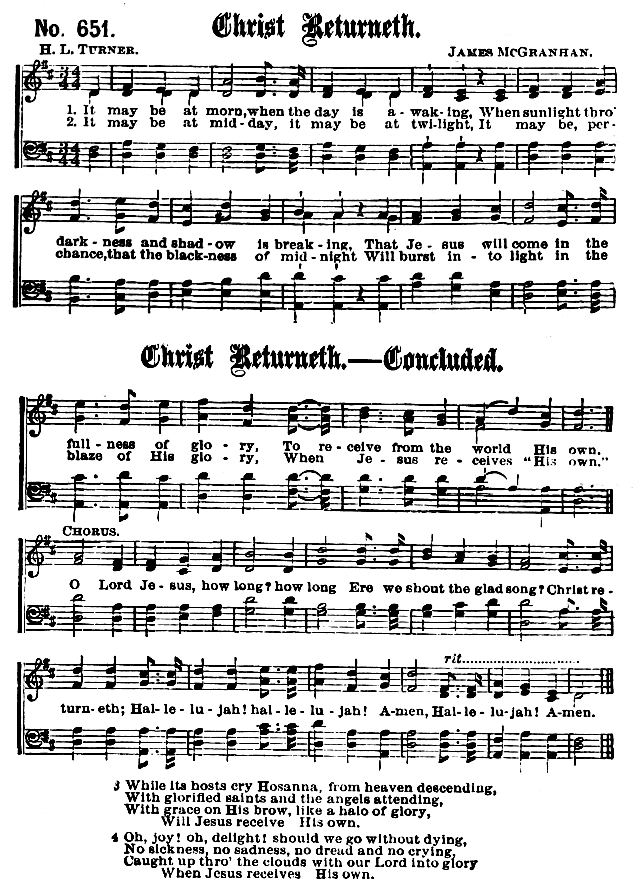 No. 651. Christ Returneth.
H. L. TURNER. JAMES MCGRANHAN.
1. It may be at morn, when the day is a - wak - ing, When sunlight thro'
2. It may be at mid - day, it may be at twi - light, It may be, per -
dark - ness and shad - ow is break - ing, That Je - sus will come in the
chance, that the black - ness of mid - night Will burst in - to light in the
Christ Returneth.—Concluded.
full - ness of glo - ry, To re - ceive from the world His own.
blaze of His glo - ry, When Je - sus re - ceives "His own."
CHORUS.
O Lord Je - sus, how long? how long Ere we shout the glad song? Christ re -
rit.
turn - eth; Hal - le - lu - jah! hal - le - lu - jah! A - men, Hal - le - lu - jah! A - men.
3 While its hosts cry Hosanna, from heaven descending,
With glorified saints and the angels attending,
With grace on His brow, like a halo of glory,
Will Jesus receive His own.
4 Oh, joy! oh, delight! should we go without dying,
No sickness, no sadness, no dread and no crying,
Caught up thro' the clouds with our Lord into glory
When Jesus receives His own.